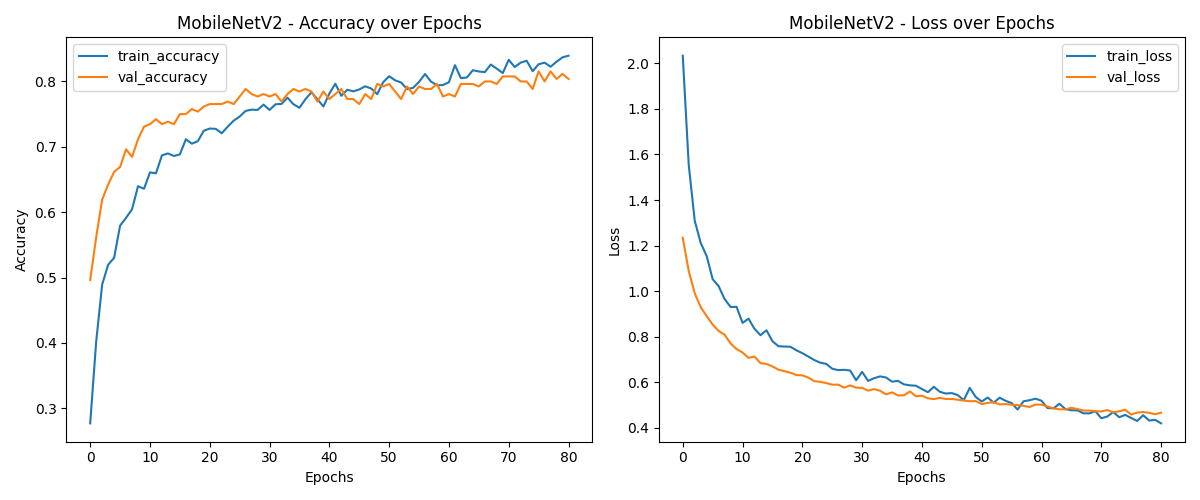 MobileNetV2 - Accuracy over Epochs
train_accuracy
val_accuracy
Accuracy
0.8
0.7
0.6
0.5
0.4
0.3
0 10 20 30 40 50 60 70 80
Epochs
MobileNetV2 - Loss over Epochs
train_loss
val_loss
Loss
2.0
1.8
1.6
1.4
1.2
1.0
0.8
0.6
0.4
0 10 20 30 40 50 60 70 80
Epochs